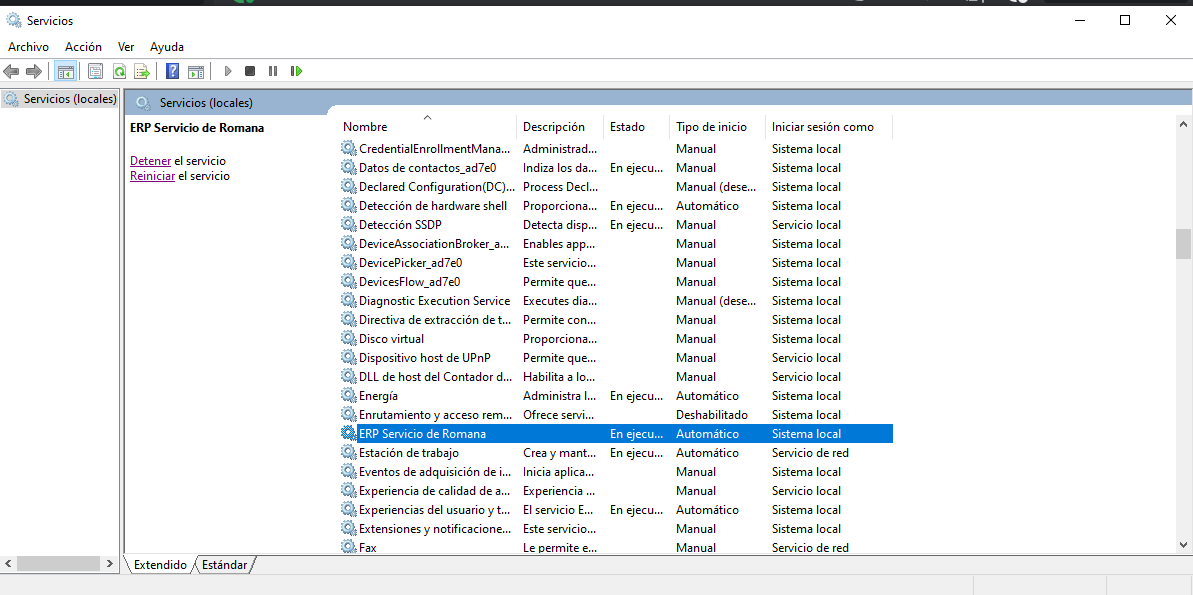 Servicios
Archivo Acción Ver Ayuda
Servicios (locales)
Servicios (locales)
ERP Servicio de Romana
Detener el servicio
Reiniciar el servicio
Nombre Descripción Estado Tipo de inicio Iniciar sesión como
CredentialEnrollmentMana... Administrad... Manual Sistema local
Datos de contactos_ad7e0 Indiza los da... En ejecu... Manual Sistema local
Declared Configuration(DC)... Process Decl... Manual (dese... Sistema local
Detección de hardware shell Proporciona... En ejecu... Automático Sistema local
Detección SSDP Detecta disp... En ejecu... Manual Servicio local
DeviceAssociationBroker_a... Enables app... Manual Sistema local
DevicePicker_ad7e0 Este servicio... Manual Sistema local
DevicesFlow_ad7e0 Permite que... Manual Sistema local
Diagnostic Execution Service Executes dia... Manual (dese... Sistema local
Directiva de extracción de t... Permite con... Manual Sistema local
Disco virtual Proporciona... Manual Sistema local
Dispositivo host de UPnP Permite que... Manual Servicio local
DLL de host del Contador d... Habilita a lo... Manual Servicio local
Energía Administra l... En ejecu... Automático Sistema local
Enrutamiento y acceso rem... Ofrece servi... Deshabilitado Sistema local
ERP Servicio de Romana En ejecu... Automático Sistema local
Estación de trabajo Crea y mant... En ejecu... Automático Servicio de red
Eventos de adquisición de i... Inicia aplica... Manual Sistema local
Experiencia de calidad de a... Experiencia ... Manual Servicio local
Experiencias del usuario y t... El servicio E... En ejecu... Automático Sistema local
Extensiones y notificacione... Este servicio... Manual Sistema local
Fax Le permite e... Manual Servicio de red
Extendido Estándar